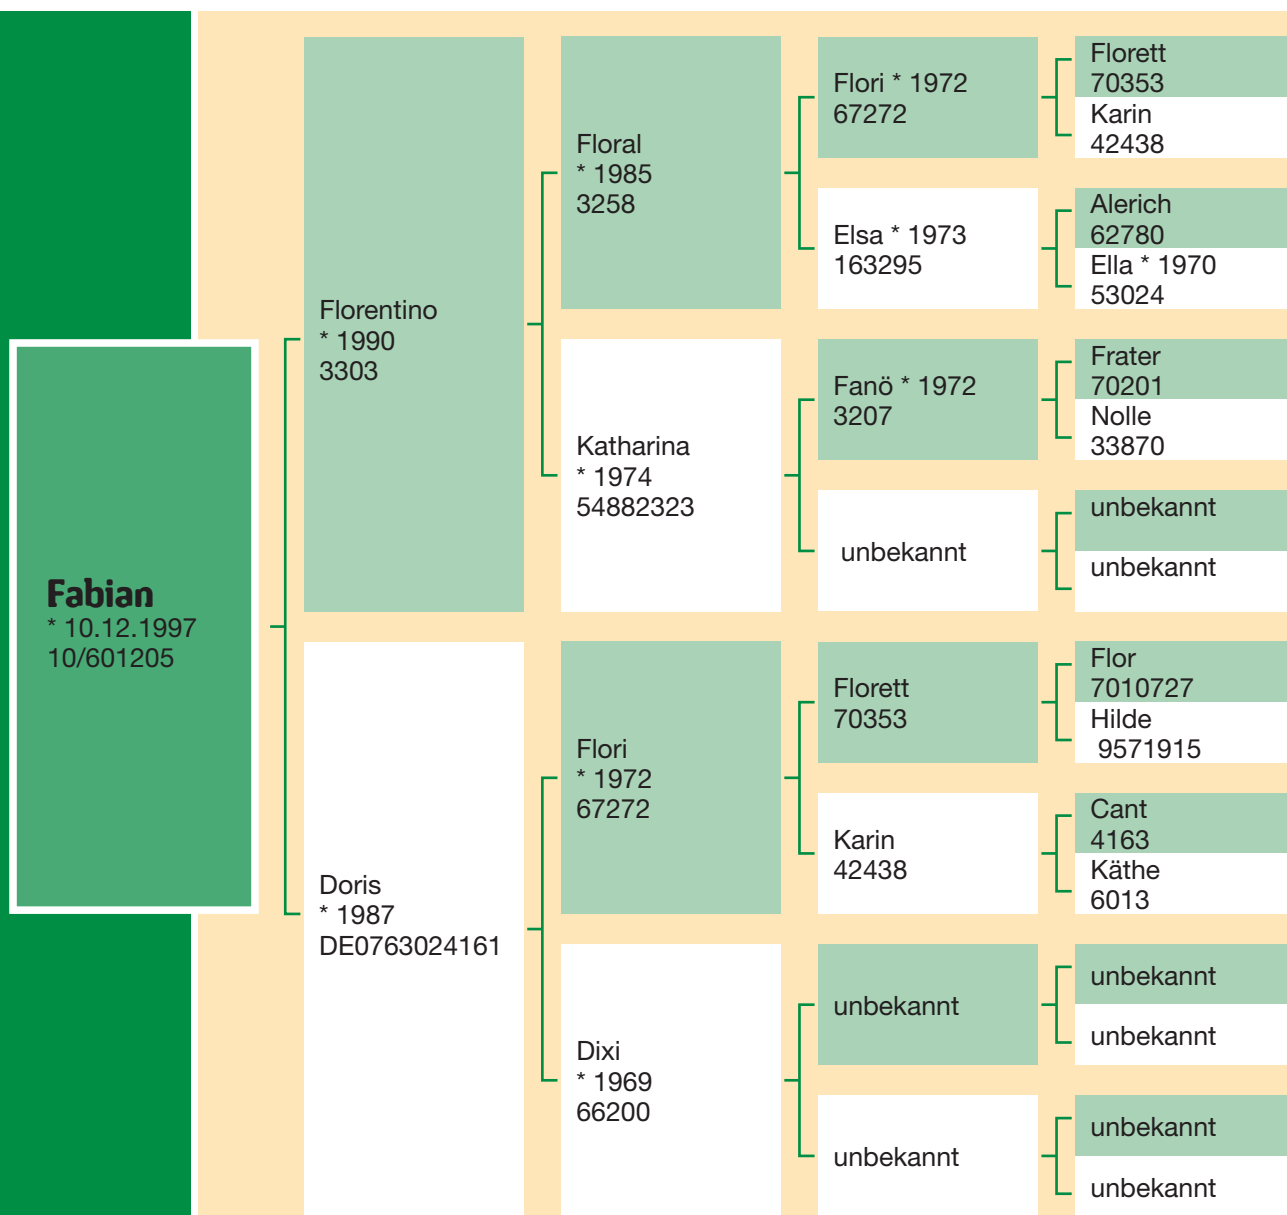 Fabian
* 10.12.1997
10/601205
Florentino
* 1990
3303
Doris
* 1987
DE0763024161
Floral
* 1985
3258
Katharina
* 1974
54882323
Flori
* 1972
67272
Dixi
* 1969
66200
Flori * 1972
67272
Elsa * 1973
163295
Fanö * 1972
3207
unbekannt
Florett
70353
Karin
42438
unbekannt
unbekannt
Florett
70353
Karin
42438
Alerich
62780
Ella * 1970
53024
Frater
70201
Nolle
33870
unbekannt
unbekannt
Flor
7010727
Hilde
9571915
Cant
4163
Käthe
6013
unbekannt
unbekannt
unbekannt
unbekannt